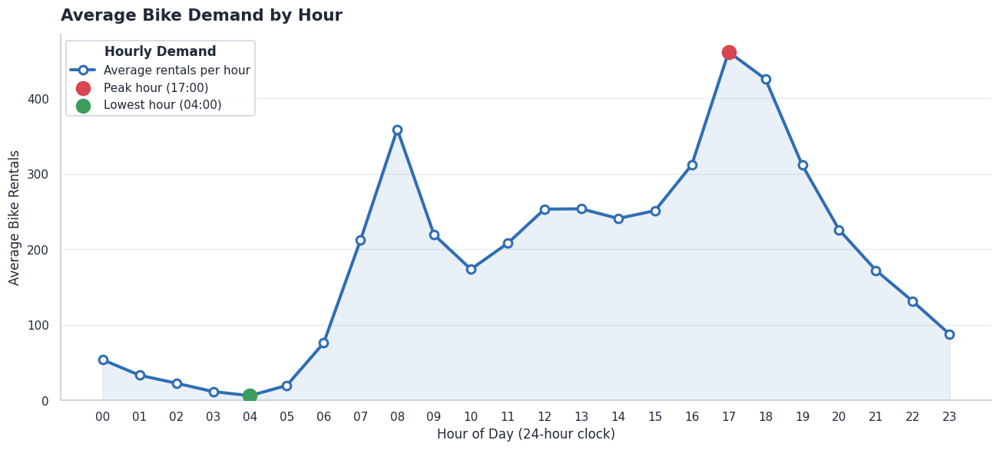 Average Bike Demand by Hour
Hourly Demand
Average rentals per hour
Peak hour (17:00)
Lowest hour (04:00)
Average Bike Rentals
400
300
200
100
0
00 01 02 03 04 05 06 07 08 09 10 11 12 13 14 15 16 17 18 19 20 21 22 23
Hour of Day (24-hour clock)